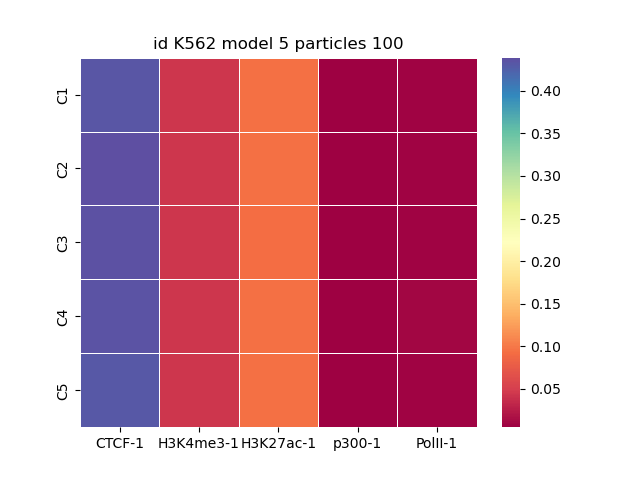 id K562 model 5 particles 100
C1
C2
C3
C4
C5
CTCF-1 H3K4me3-1 H3K27ac-1 p300-1 PolII-1
0.40
0.35
0.30
0.25
0.20
0.15
0.10
0.05